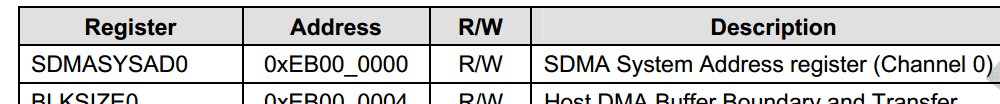 Register Address R/W Description
SDMASYSAD0 0xEB00_0000 R/W SDMA System Address register (Channel 0)
BLKSIZE0 0xEB00_0004 R/W Host DMA Buffer Boundary and Transfer